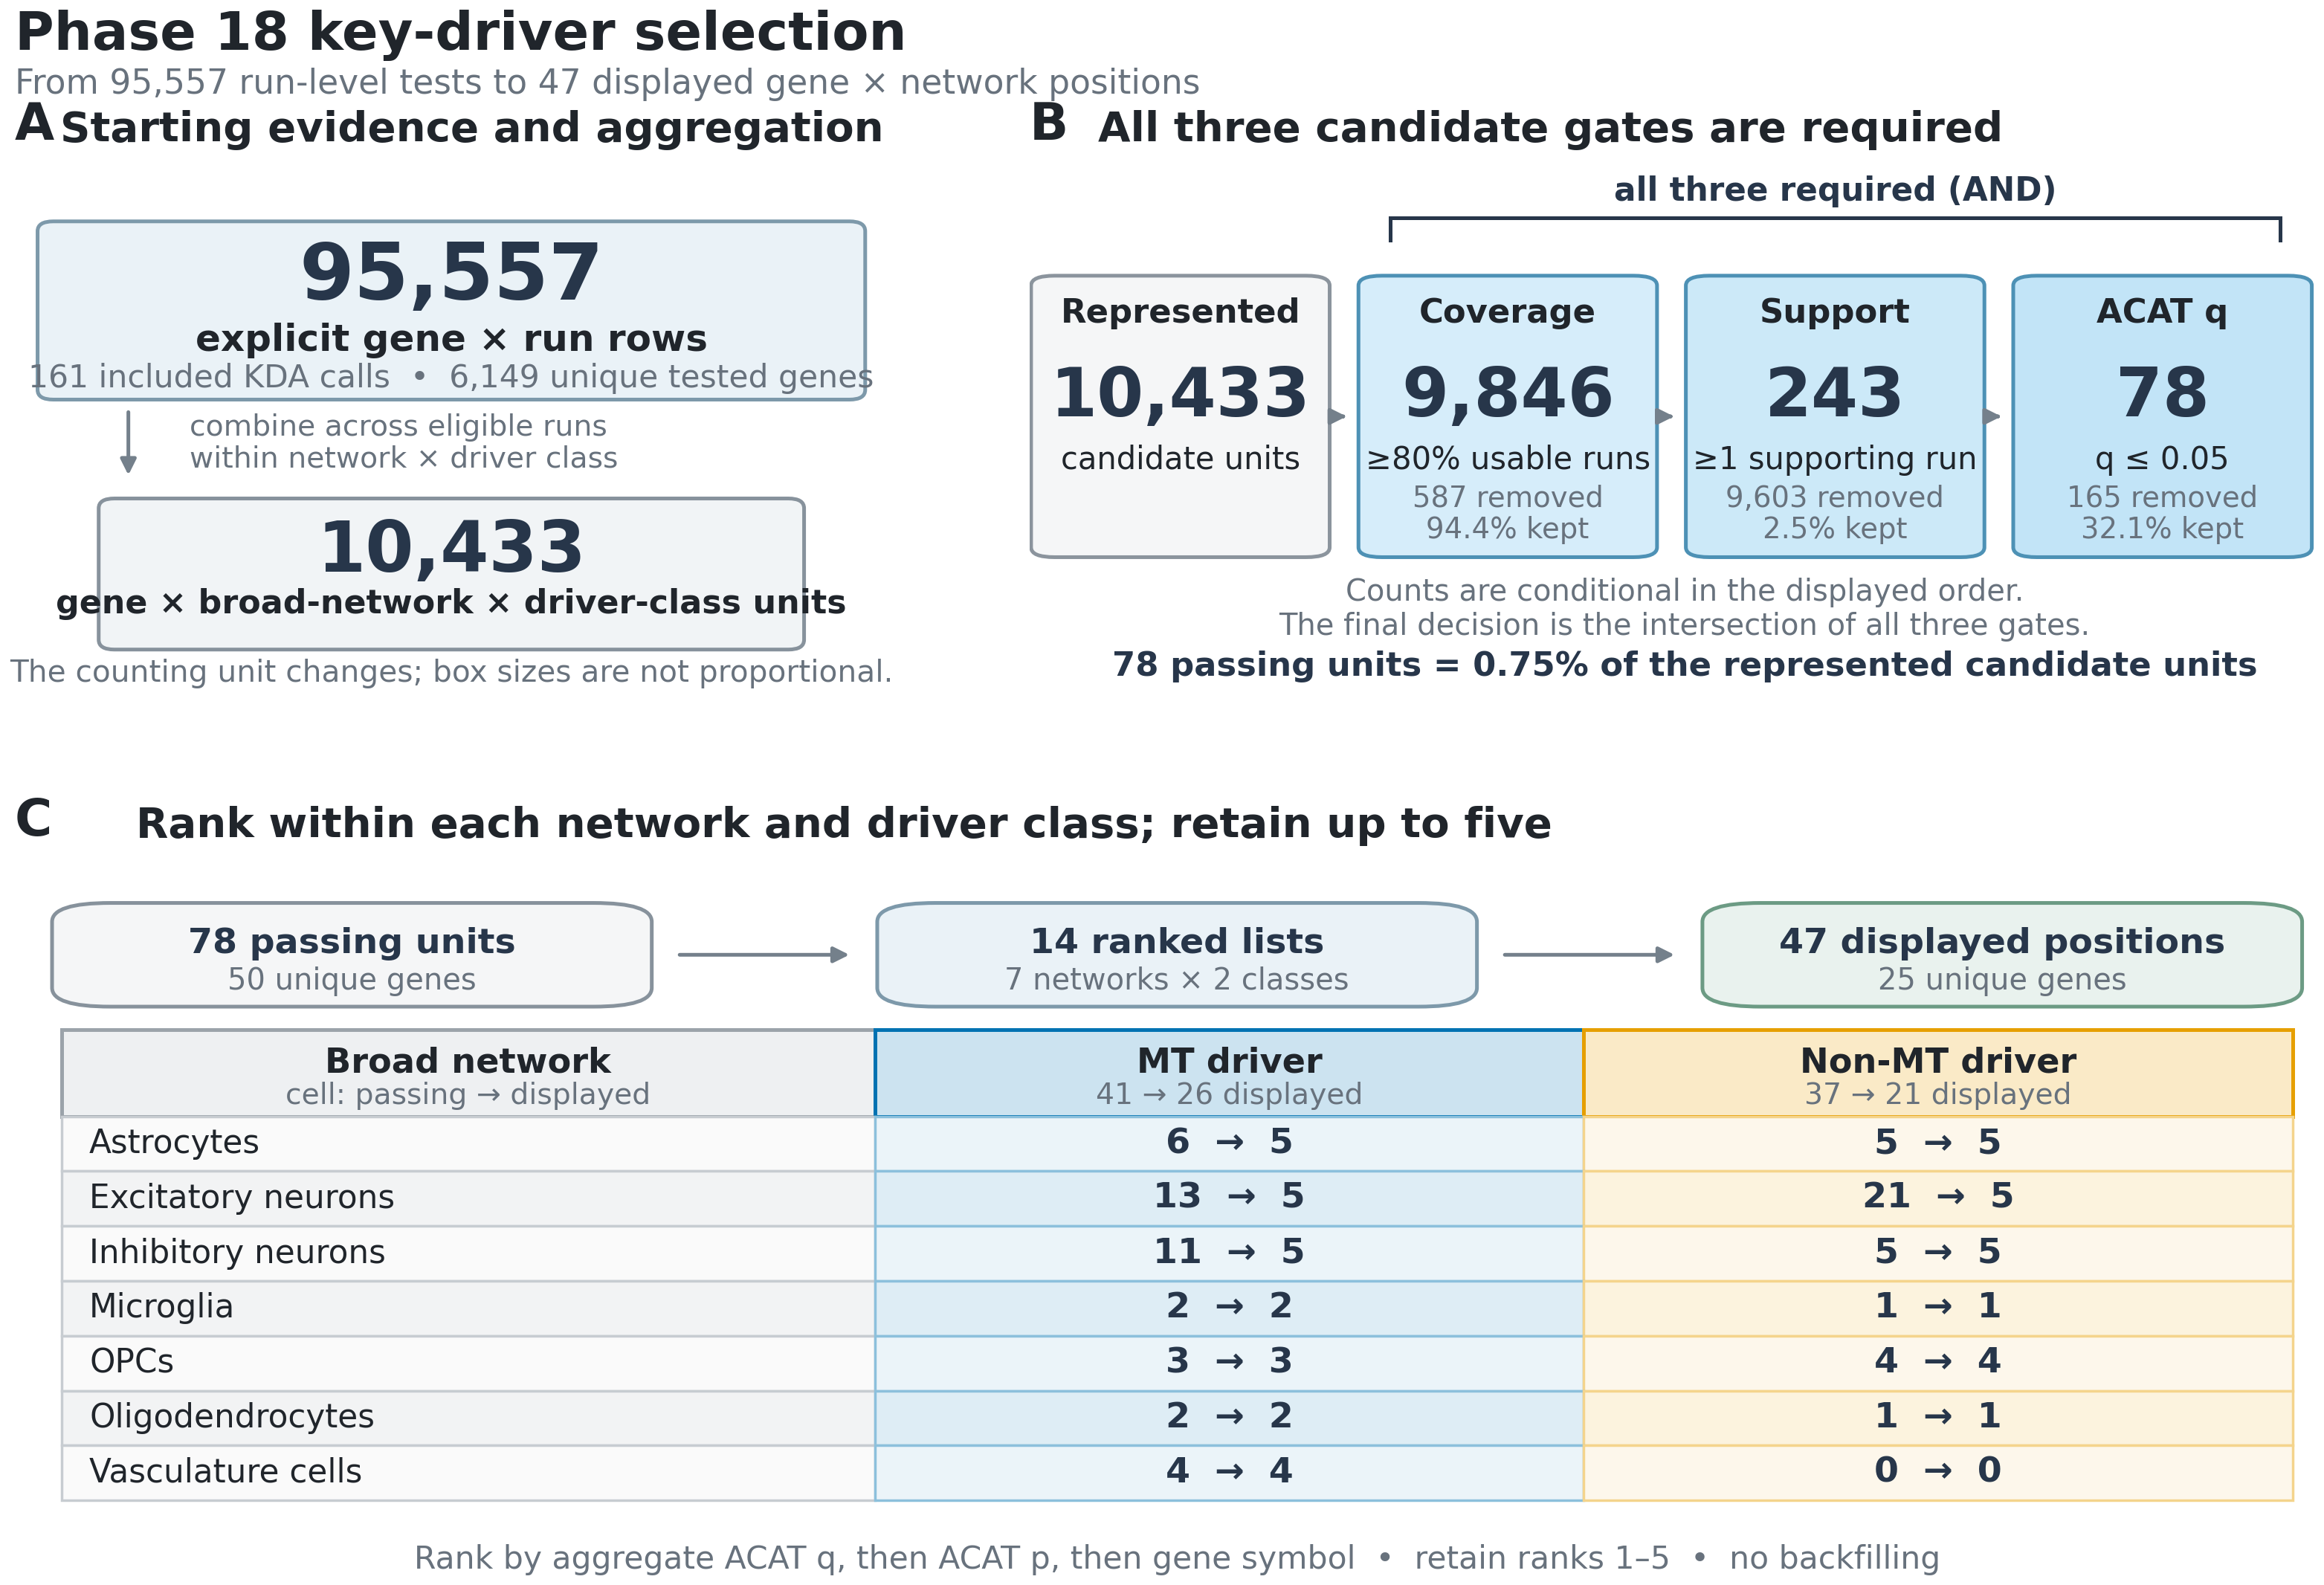 Phase 18 key-driver selection
From 95,557 run-level tests to 47 displayed gene × network positions
A Starting evidence and aggregation
95,557
explicit gene × run rows
161 included KDA calls • 6,149 unique tested genes
combine across eligible runs
within network × driver class
10,433
gene × broad-network × driver-class units
The counting unit changes; box sizes are not proportional.
B All three candidate gates are required
all three required (AND)
Represented
10,433
candidate units
Coverage
9,846
≥80% usable runs
587 removed
94.4% kept
Support
243
≥1 supporting run
9,603 removed
2.5% kept
ACAT q
78
q ≤ 0.05
165 removed
32.1% kept
Counts are conditional in the displayed order.
The final decision is the intersection of all three gates.
78 passing units = 0.75% of the represented candidate units
C Rank within each network and driver class; retain up to five
78 passing units
50 unique genes
14 ranked lists
7 networks × 2 classes
47 displayed positions
25 unique genes
Broad network
cell: passing → displayed
MT driver
41 → 26 displayed
Non-MT driver
37 → 21 displayed
Astrocytes 6 → 5 5 → 5
Excitatory neurons 13 → 5 21 → 5
Inhibitory neurons 11 → 5 5 → 5
Microglia 2 → 2 1 → 1
OPCs 3 → 3 4 → 4
Oligodendrocytes 2 → 2 1 → 1
Vasculature cells 4 → 4 0 → 0
Rank by aggregate ACAT q, then ACAT p, then gene symbol • retain ranks 1–5 • no backfilling